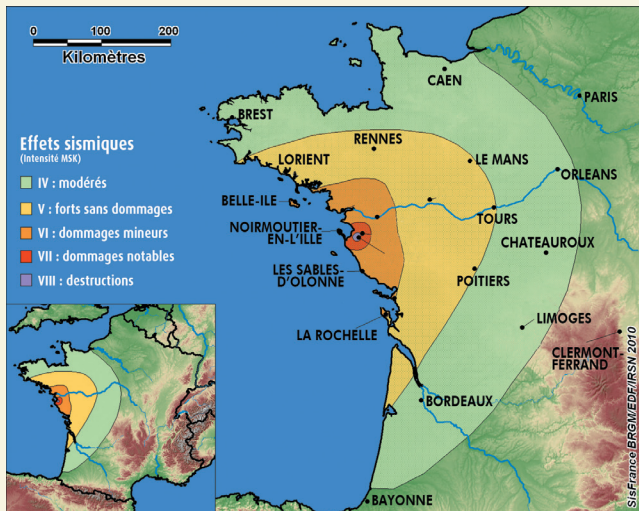 0 100 200
Kilomètres
CAEN
PARIS
BREST
Effets sismiques
(Intensité MSK)
RENNES
LORIENT
LE MANS
ORLEANS
IV : modérés
V : forts sans dommages
BELLE-ILE
TOURS
VI : dommages mineurs
NOIRMOUTIER-
EN-L'ILLE
CHATEAUROUX
VII : dommages notables
VIII : destructions
LES SABLES-
D'OLONNE
POITIERS
LA ROCHELLE
LIMOGES
CLERMONT-
FERRAND
BORDEAUX
BAYONNE
SisFrance BRGM/EDF/IRSN 2010